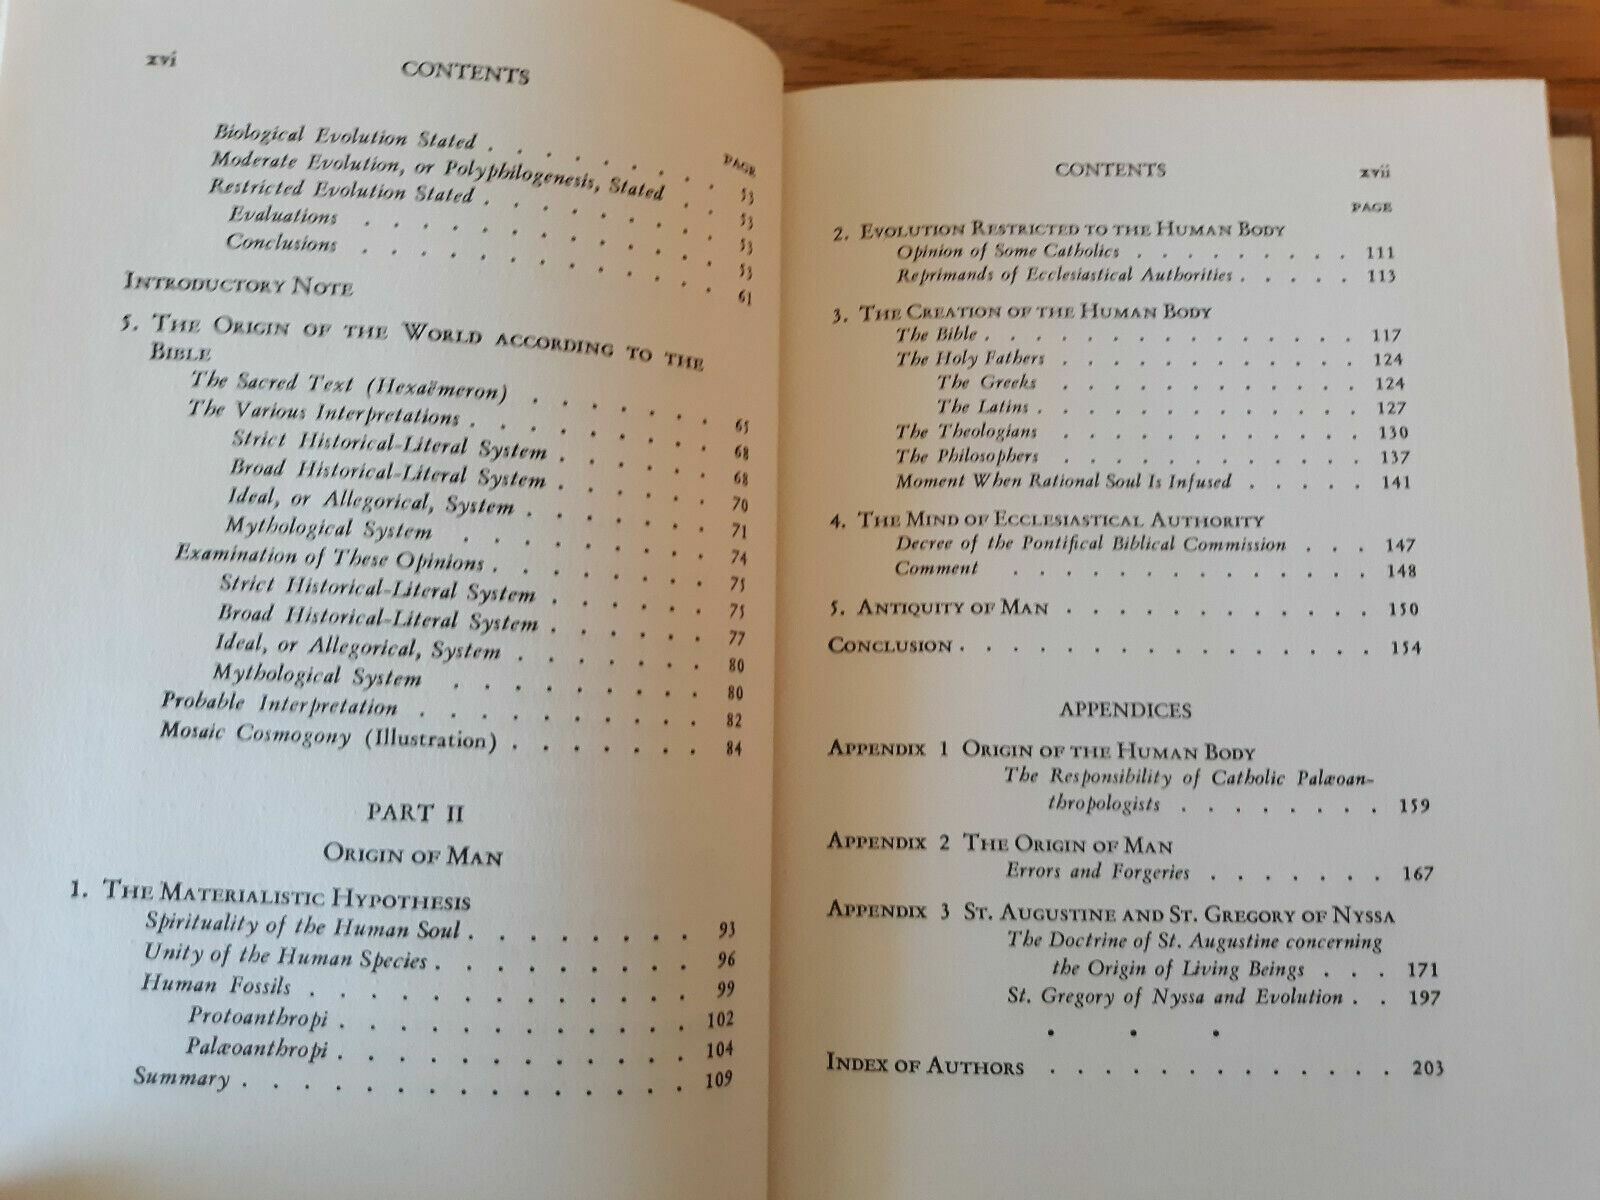 xvi
CONTENTS
PAGE
Biological Evolution Stated . . . . . . . 53
Moderate Evolution, or Polyphilogenesis, Stated . . 53
Restricted Evolution Stated . . . . . . . 53
Evaluations . . . . . . . . . . . . 53
Conclusions . . . . . . . . . . . . 61
INTRODUCTORY NOTE
5. THE ORIGIN OF THE WORLD ACCORDING TO THE
BIBLE
The Sacred Text (Hexaëmeron) . . . . . . 65
The Various Interpretations . . . . . . . . 68
Strict Historical-Literal System . . . . . . 68
Broad Historical-Literal System . . . . . . 70
Ideal, or Allegorical, System . . . . . . . 71
Mythological System . . . . . . . . . 74
Examination of These Opinions . . . . . . . 75
Strict Historical-Literal System . . . . . . 75
Broad Historical-Literal System . . . . . . 77
Ideal, or Allegorical, System . . . . . . . 80
Mythological System . . . . . . . . . 80
Probable Interpretation . . . . . . . . . . 82
Mosaic Cosmogony (Illustration) . . . . . . . 84
PART II
ORIGIN OF MAN
1. THE MATERIALISTIC HYPOTHESIS
Spirituality of the Human Soul . . . . . . . . 93
Unity of the Human Species . . . . . . . . . 96
Human Fossils . . . . . . . . . . . . . 99
Protoanthropi . . . . . . . . . . . . 102
Palæoanthropi . . . . . . . . . . . . 104
Summary . . . . . . . . . . . . . . . 109
CONTENTS
xvii
PAGE
2. EVOLUTION RESTRICTED TO THE HUMAN BODY
Opinion of Some Catholics . . . . . . . . . 111
Reprimands of Ecclesiastical Authorities . . . . . 113
3. THE CREATION OF THE HUMAN BODY
The Bible . . . . . . . . . . . . . . . 117
The Holy Fathers . . . . . . . . . . . . 124
The Greeks . . . . . . . . . . . . 124
The Latins . . . . . . . . . . . . . 127
The Theologians . . . . . . . . . . . . 130
The Philosophers . . . . . . . . . . . . 137
Moment When Rational Soul Is Infused . . . . . 141
4. THE MIND OF ECCLESIASTICAL AUTHORITY
Decree of the Pontifical Biblical Commission . . . 147
Comment . . . . . . . . . . . . . . 148
5. ANTIQUITY OF MAN . . . . . . . . . . . . 150
CONCLUSION . . . . . . . . . . . . . . . . 154
APPENDICES
APPENDIX 1 ORIGIN OF THE HUMAN BODY
The Responsibility of Catholic Palæoan-
thropologists . . . . . . . . 159
APPENDIX 2 THE ORIGIN OF MAN
Errors and Forgeries . . . . . . . 167
APPENDIX 3 ST. AUGUSTINE AND ST. GREGORY OF NYSSA
The Doctrine of St. Augustine concerning
the Origin of Living Beings . . . 171
St. Gregory of Nyssa and Evolution . . 197
. . .
INDEX OF AUTHORS . . . . . . . . . . . . . 203